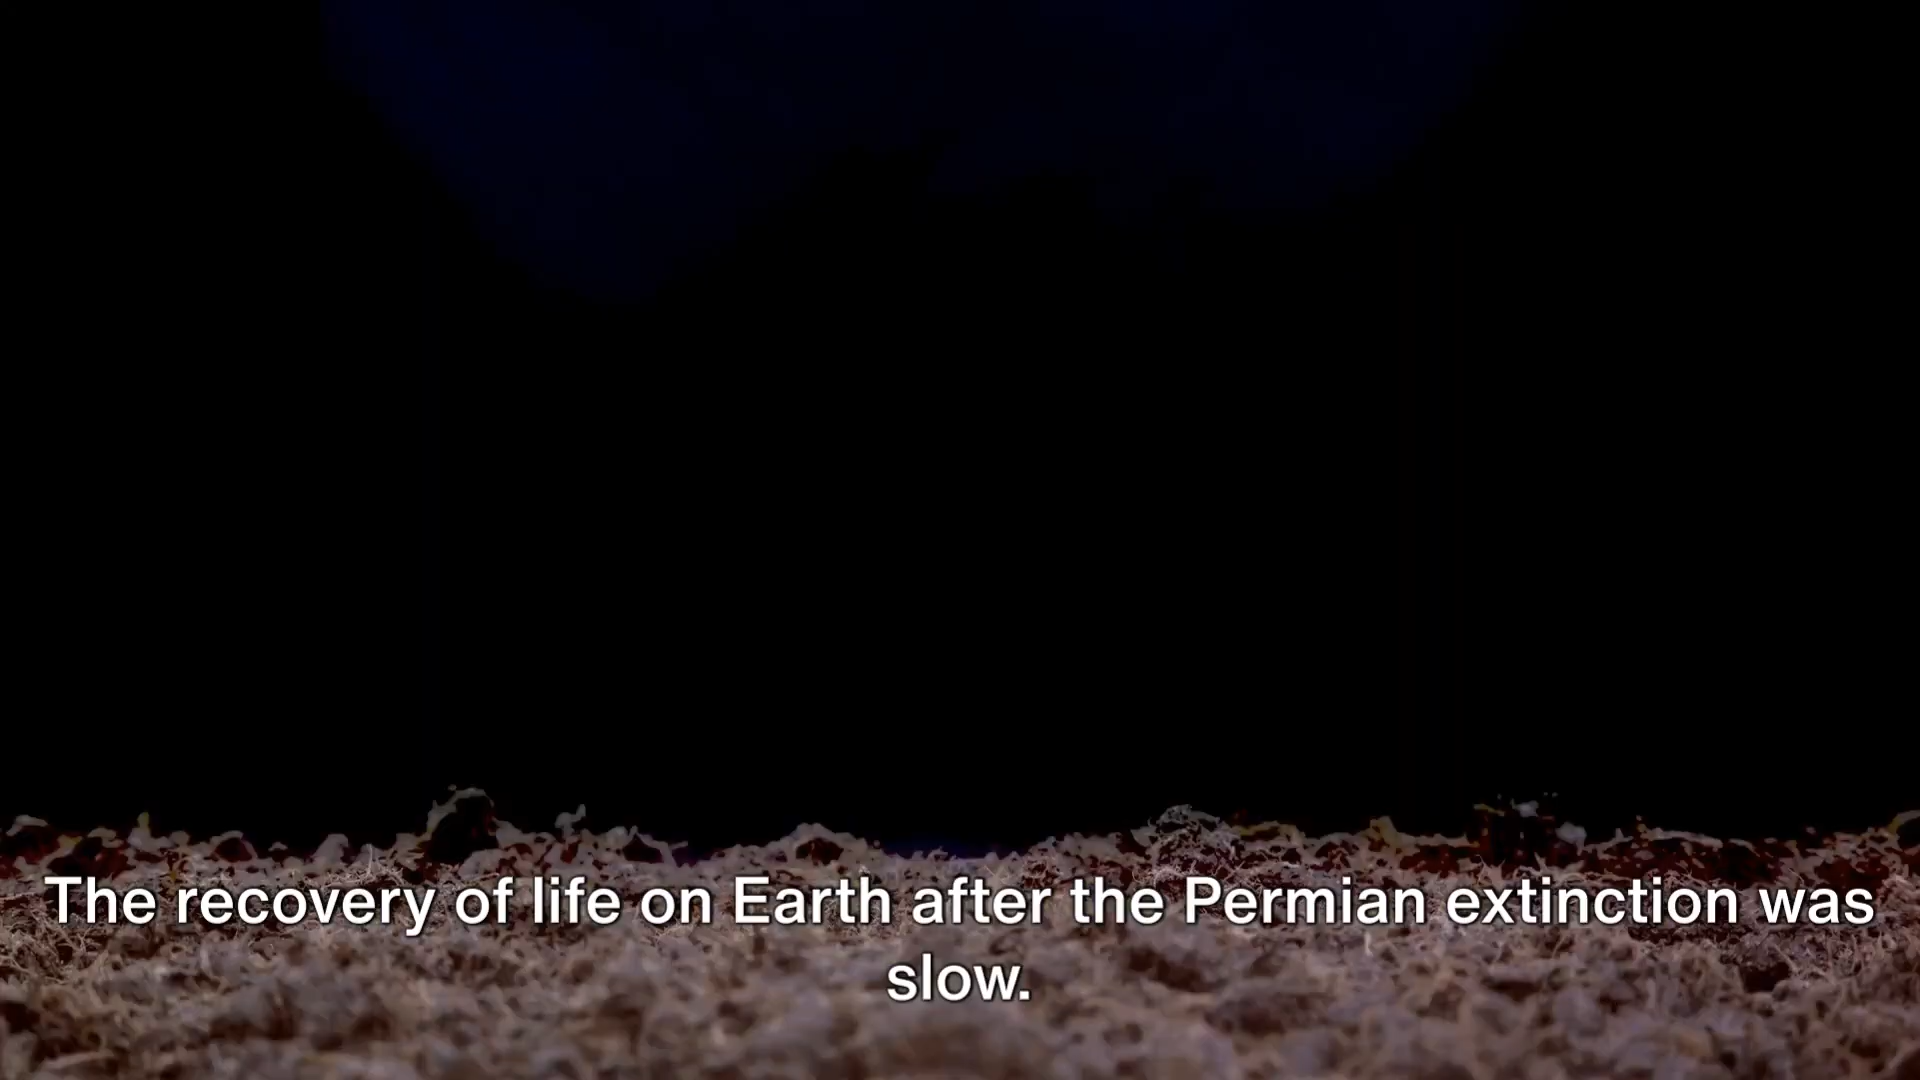 The recovery of life on Earth after the Permian extinction was
slow.